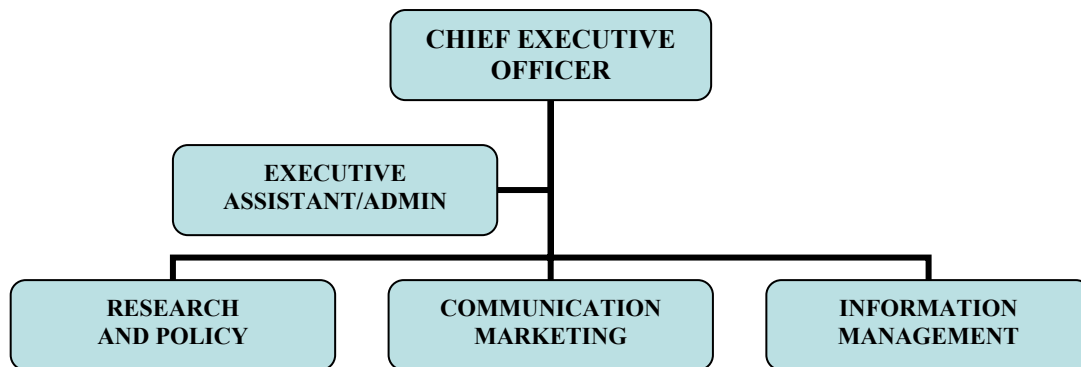 CHIEF EXECUTIVE
OFFICER
EXECUTIVE
ASSISTANT/ADMIN
RESEARCH
AND POLICY
COMMUNICATION
MARKETING
INFORMATION
MANAGEMENT